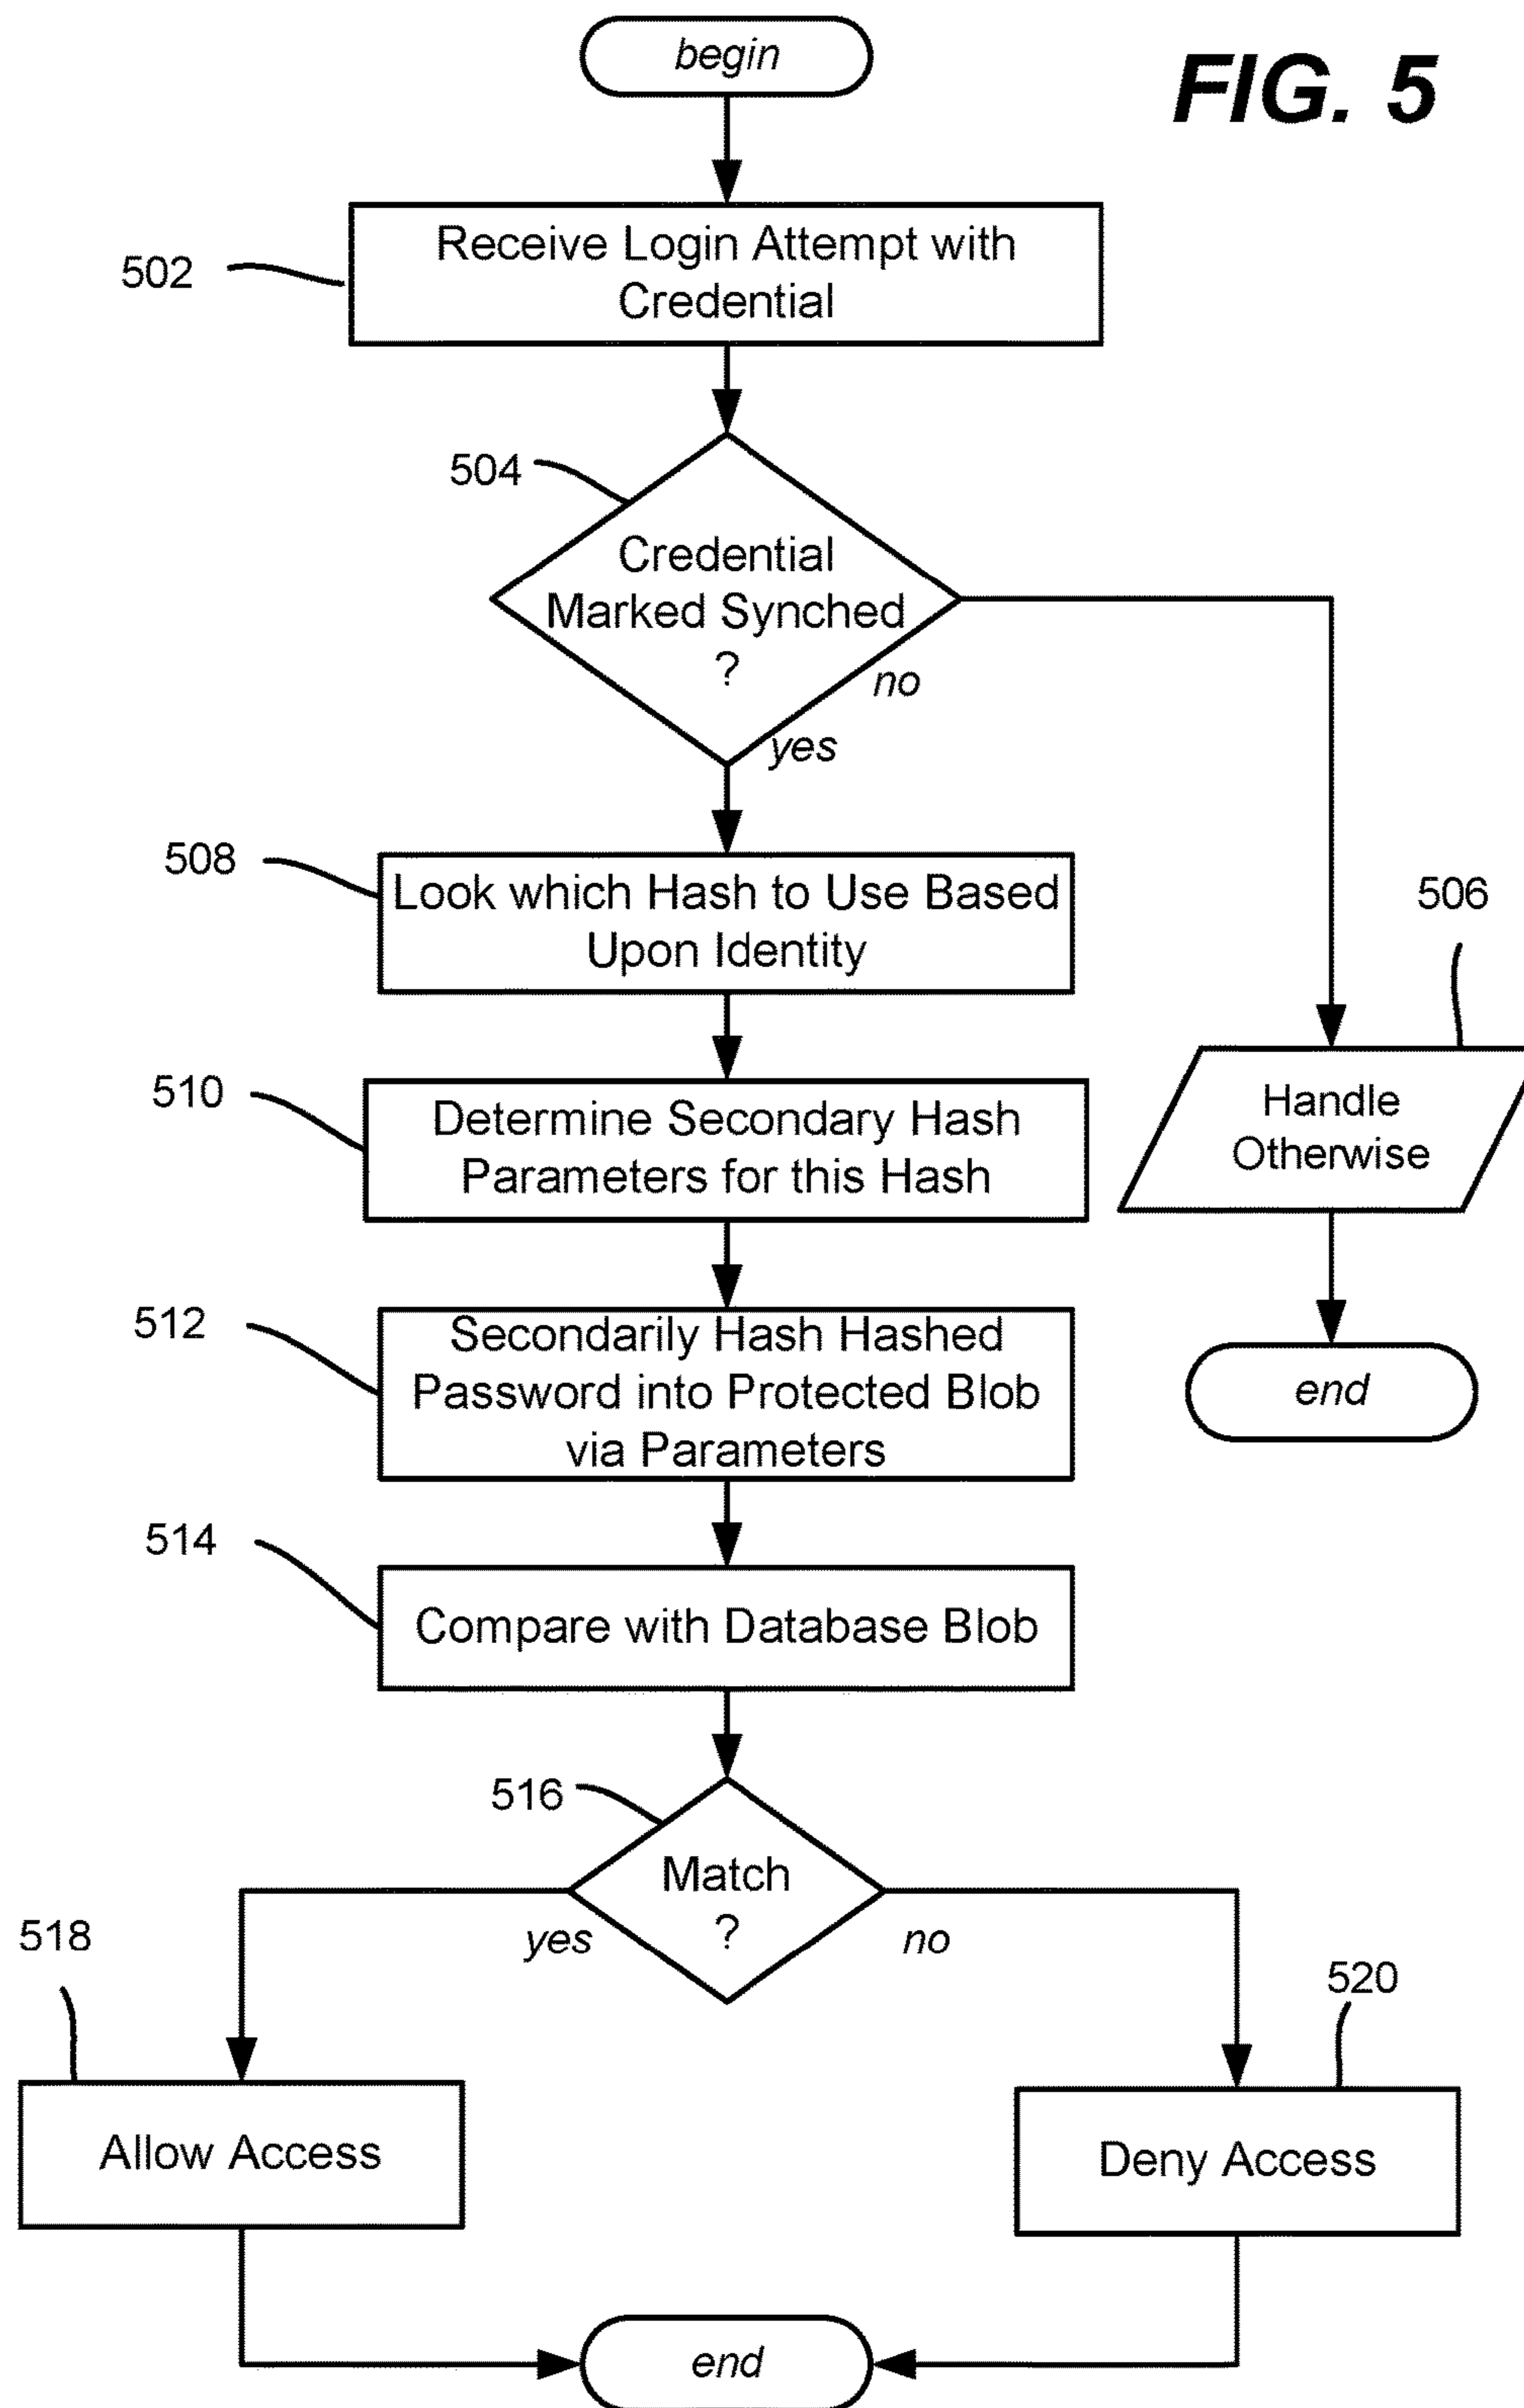 begin
FIG. 5
502
Receive Login Attempt with
Credential
504
Credential
Marked Synched
?
no
yes
508
Look which Hash to Use Based
Upon Identity
506
510
Determine Secondary Hash
Parameters for this Hash
Handle
Otherwise
512
Secondarily Hash Hashed
Password into Protected Blob
via Parameters
end
514
Compare with Database Blob
516
Match
?
yes
no
518
520
Allow Access
Deny Access
end